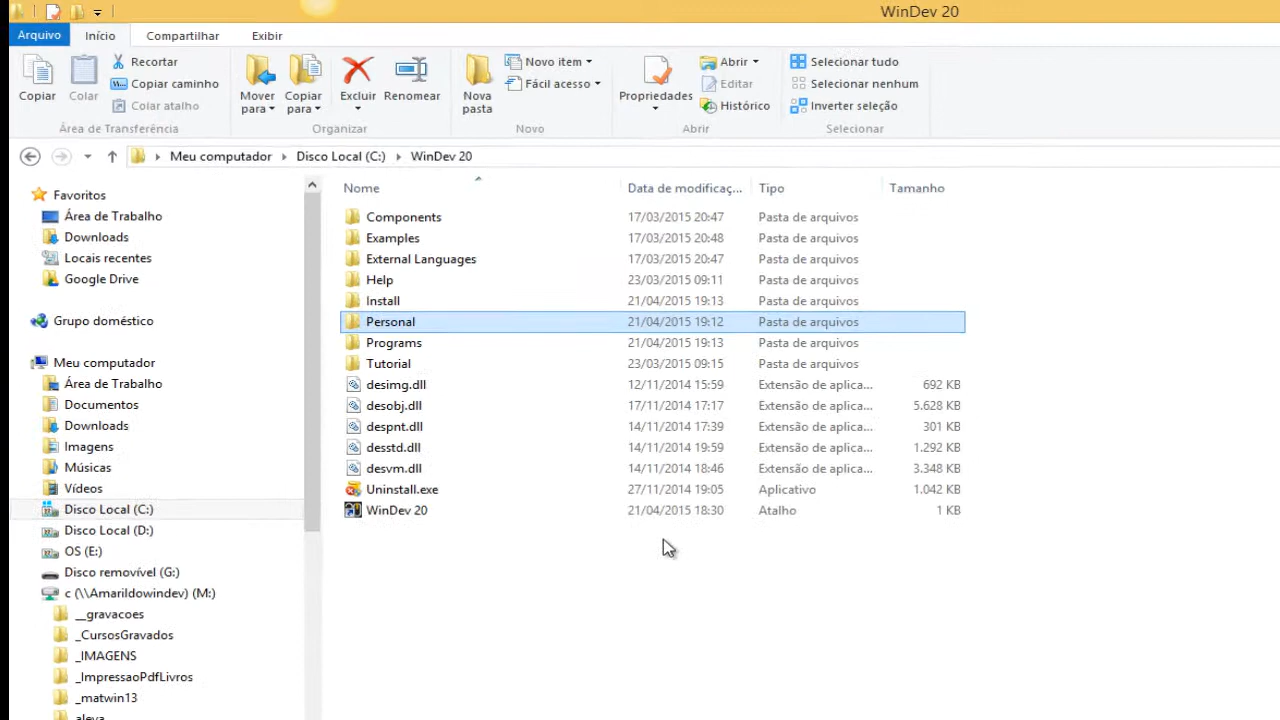 WinDev 20
Arquivo Início Compartilhar Exibir
Copiar
Colar
Recortar
Copiar caminho
Colar atalho
Área de Transferência
Mover para
Copiar para
Excluir
Renomear
Organizar
Nova pasta
Novo item
Fácil acesso
Novo
Propriedades
Abrir
Editar
Histórico
Abrir
Selecionar tudo
Selecionar nenhum
Inverter seleção
Selecionar
Meu computador Disco Local (C:) WinDev 20
Favoritos
Área de Trabalho
Downloads
Locais recentes
Google Drive
Grupo doméstico
Meu computador
Área de Trabalho
Documentos
Downloads
Imagens
Músicas
Vídeos
Disco Local (C:)
Disco Local (D:)
OS (E:)
Disco removível (G:)
c (\\Amarildowindev) (M:)
__gravacoes
_CursosGravados
_IMAGENS
_ImpressaoPdfLivros
_matwin13
aleva
Nome Data de modificaç... Tipo Tamanho
Components 17/03/2015 20:47 Pasta de arquivos
Examples 17/03/2015 20:48 Pasta de arquivos
External Languages 17/03/2015 20:47 Pasta de arquivos
Help 23/03/2015 09:11 Pasta de arquivos
Install 21/04/2015 19:13 Pasta de arquivos
Personal 21/04/2015 19:12 Pasta de arquivos
Programs 21/04/2015 19:13 Pasta de arquivos
Tutorial 23/03/2015 09:15 Pasta de arquivos
desimg.dll 12/11/2014 15:59 Extensão de aplica... 692 KB
desobj.dll 17/11/2014 17:17 Extensão de aplica... 5.628 KB
despnt.dll 14/11/2014 17:39 Extensão de aplica... 301 KB
desstd.dll 14/11/2014 19:59 Extensão de aplica... 1.292 KB
desvm.dll 14/11/2014 18:46 Extensão de aplica... 3.348 KB
Uninstall.exe 27/11/2014 19:05 Aplicativo 1.042 KB
WinDev 20 21/04/2015 18:30 Atalho 1 KB